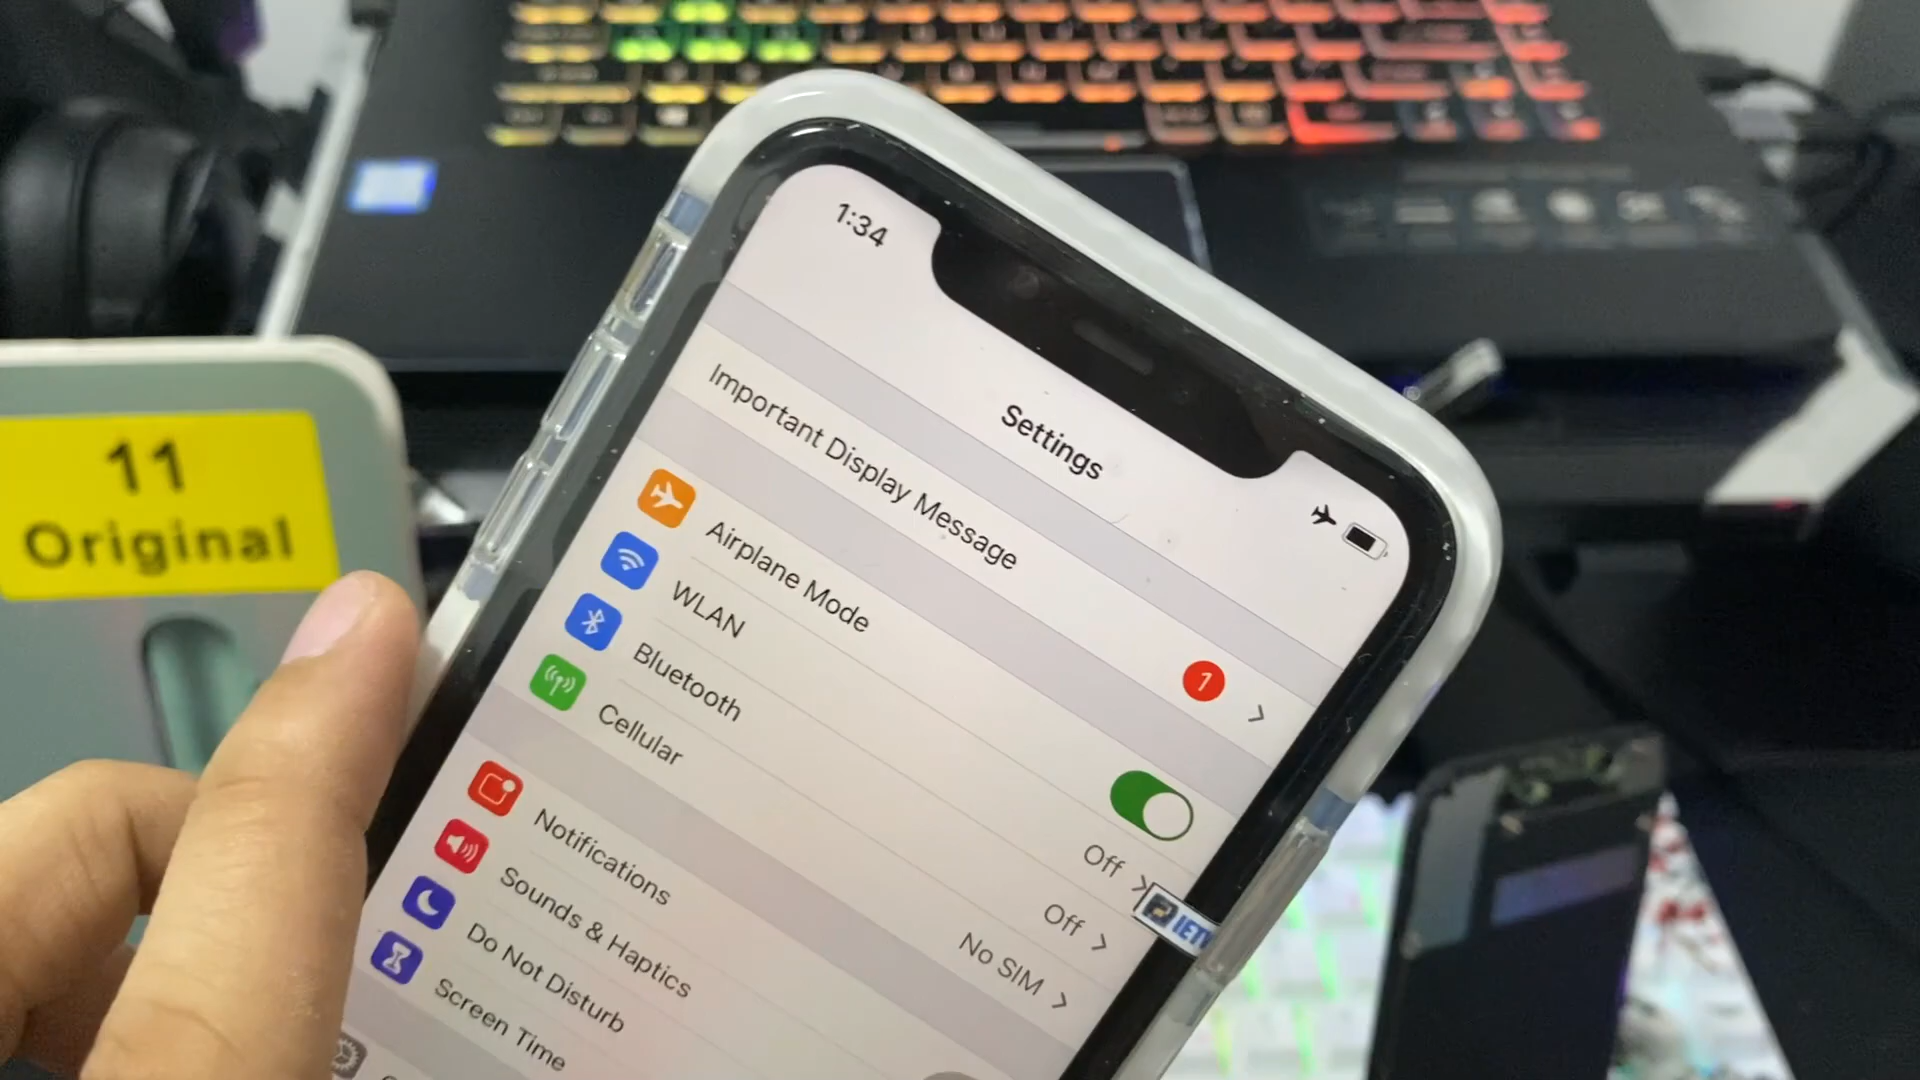 1:34
Settings
Important Display Message
1
Airplane Mode
WLAN
Off
Bluetooth
Off
Cellular
No SIM
Notifications
Sounds & Haptics
Do Not Disturb
Screen Time
11
Original